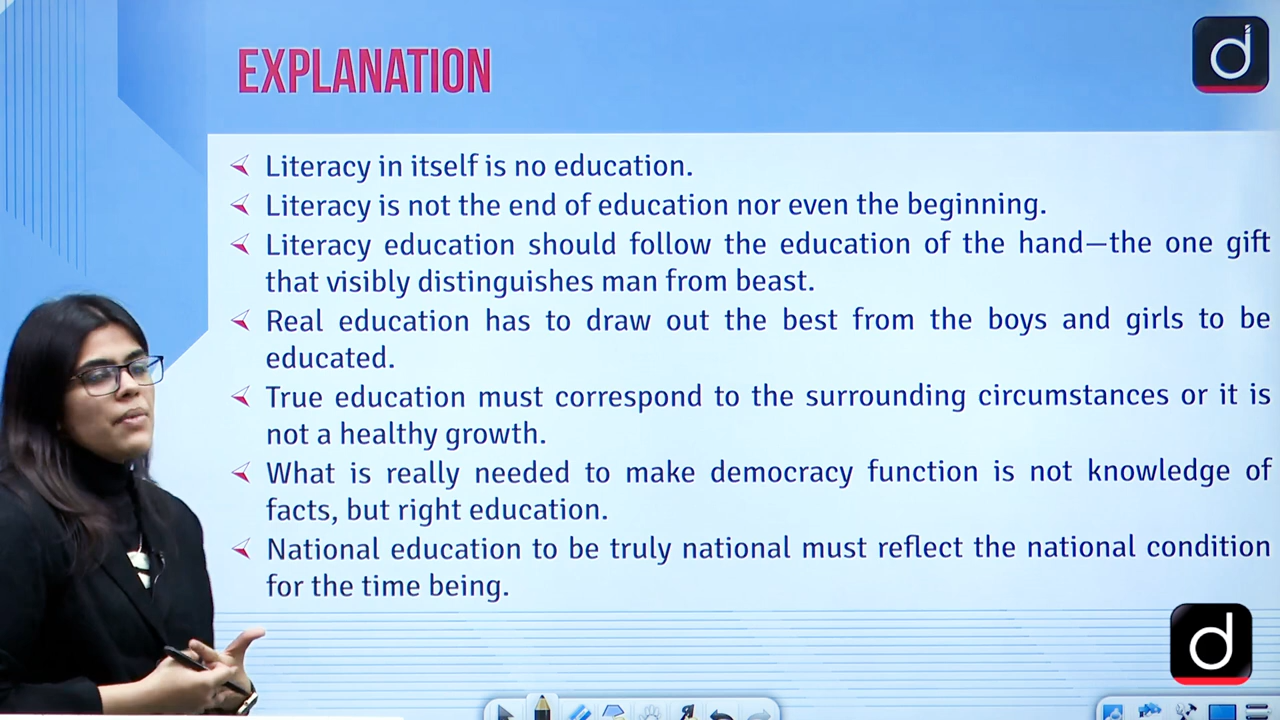 EXPLANATION
d
Literacy in itself is no education.
Literacy is not the end of education nor even the beginning.
Literacy education should follow the education of the hand—the one gift
that visibly distinguishes man from beast.
Real education has to draw out the best from the boys and girls to be
educated.
True education must correspond to the surrounding circumstances or it is
not a healthy growth.
What is really needed to make democracy function is not knowledge of
facts, but right education.
National education to be truly national must reflect the national condition
for the time being.
d